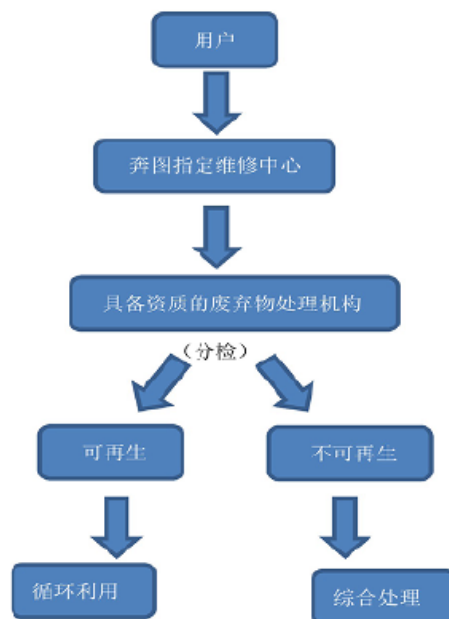 用户
奔图指定维修中心
具备资质的废弃物处理机构
（分检）
可再生
不可再生
循环利用
综合处理